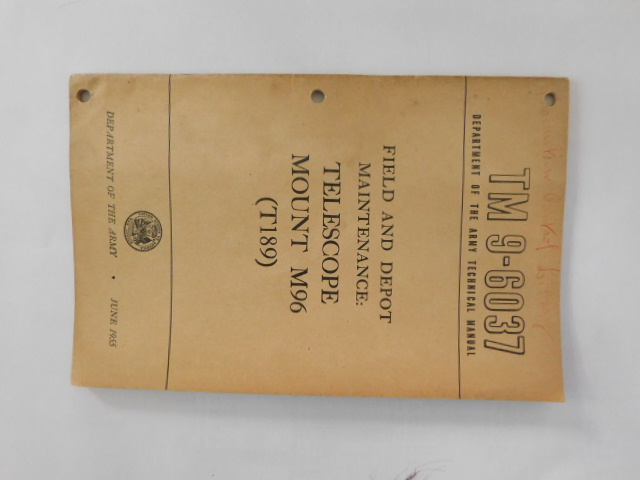 TM 9-6037
DEPARTMENT OF THE ARMY TECHNICAL MANUAL
FIELD AND DEPOT
MAINTENANCE:
TELESCOPE
MOUNT M96
(T189)
DEPARTMENT OF THE ARMY • JUNE 1955